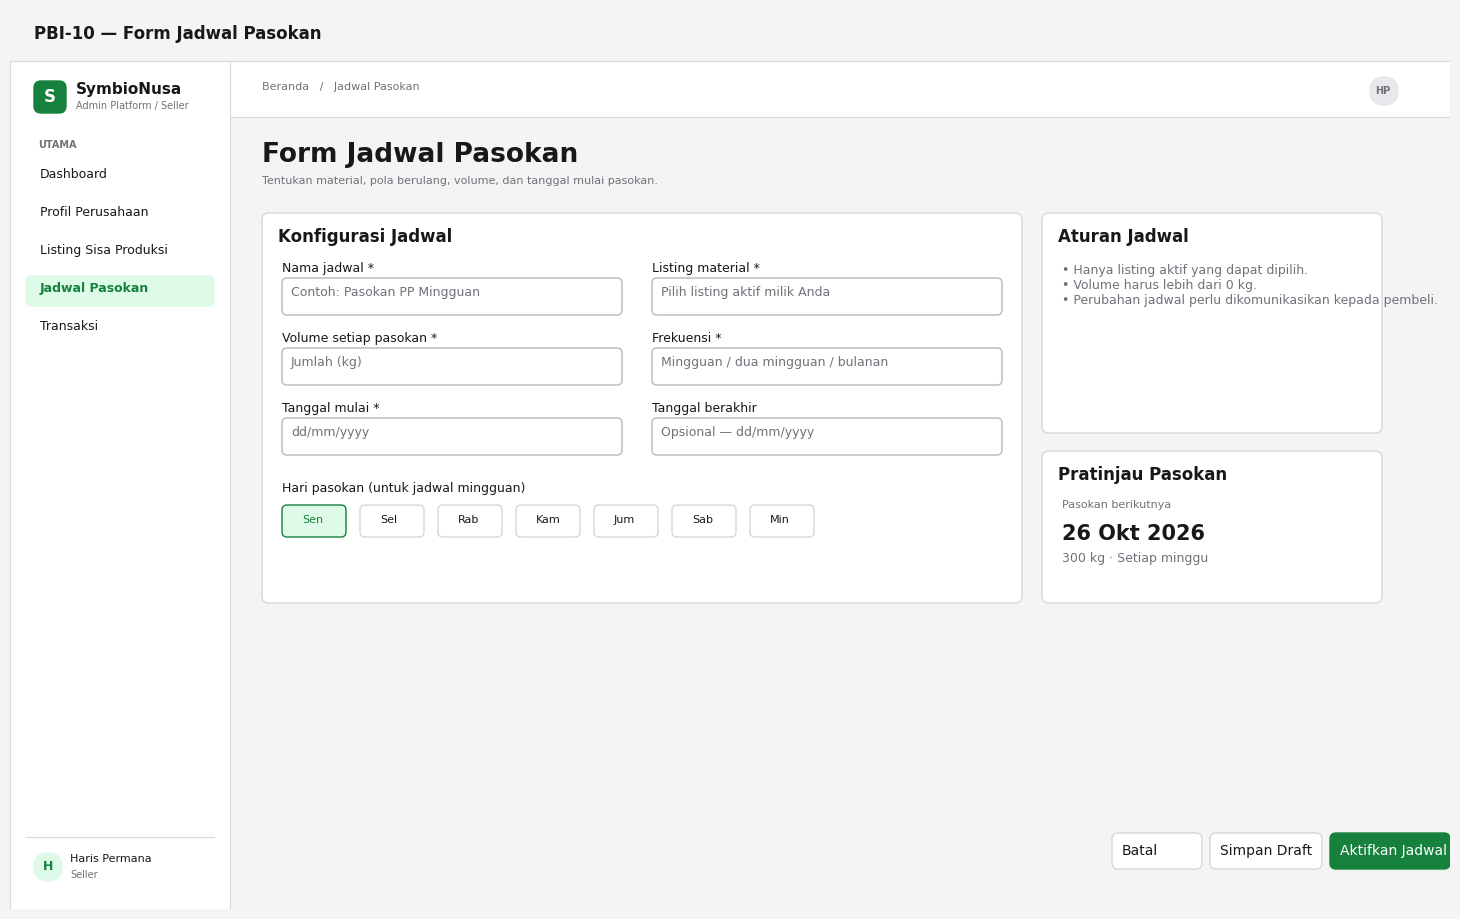 PBI-10 — Form Jadwal Pasokan
S
SymbioNusa
Admin Platform / Seller
UTAMA
Dashboard
Profil Perusahaan
Listing Sisa Produksi
Jadwal Pasokan
Transaksi
H
Haris Permana
Seller
Beranda / Jadwal Pasokan
HP
Form Jadwal Pasokan
Tentukan material, pola berulang, volume, dan tanggal mulai pasokan.
Konfigurasi Jadwal
Nama jadwal *
Contoh: Pasokan PP Mingguan
Listing material *
Pilih listing aktif milik Anda
Volume setiap pasokan *
Jumlah (kg)
Frekuensi *
Mingguan / dua mingguan / bulanan
Tanggal mulai *
dd/mm/yyyy
Tanggal berakhir
Opsional — dd/mm/yyyy
Hari pasokan (untuk jadwal mingguan)
Sen Sel Rab Kam Jum Sab Min
Aturan Jadwal
• Hanya listing aktif yang dapat dipilih.
• Volume harus lebih dari 0 kg.
• Perubahan jadwal perlu dikomunikasikan kepada pembeli.
Pratinjau Pasokan
Pasokan berikutnya
26 Okt 2026
300 kg · Setiap minggu
Batal Simpan Draft Aktifkan Jadwal